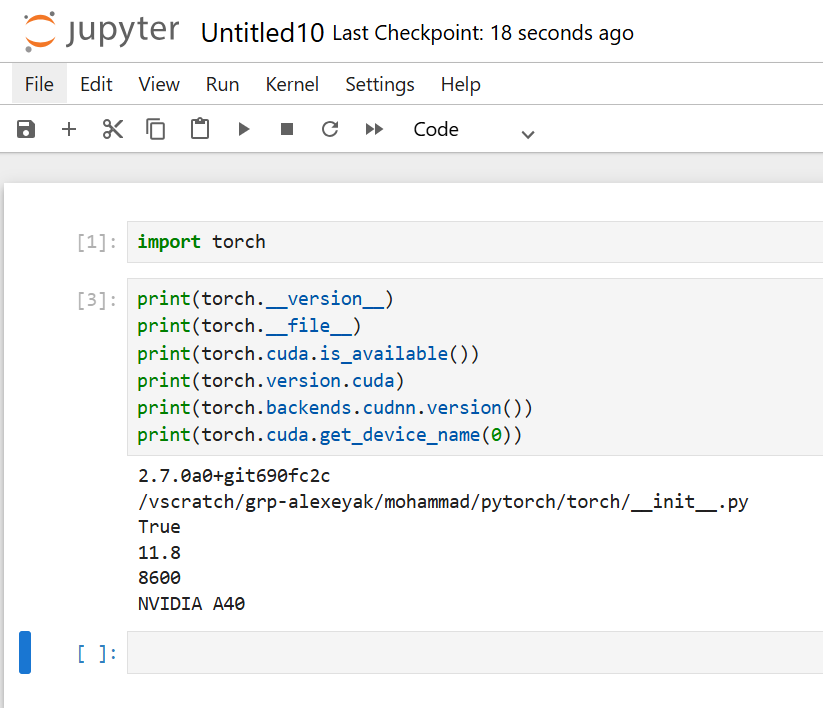 jupyter Untitled10 Last Checkpoint: 18 seconds ago
File Edit View Run Kernel Settings Help
Code
[1]: import torch
[3]: print(torch.__version__)
print(torch.__file__)
print(torch.cuda.is_available())
print(torch.version.cuda)
print(torch.backends.cudnn.version())
print(torch.cuda.get_device_name(0))
2.7.0a0+git690fc2c
/vscratch/grp-alexeyak/mohammad/pytorch/torch/__init__.py
True
11.8
8600
NVIDIA A40
[ ]: